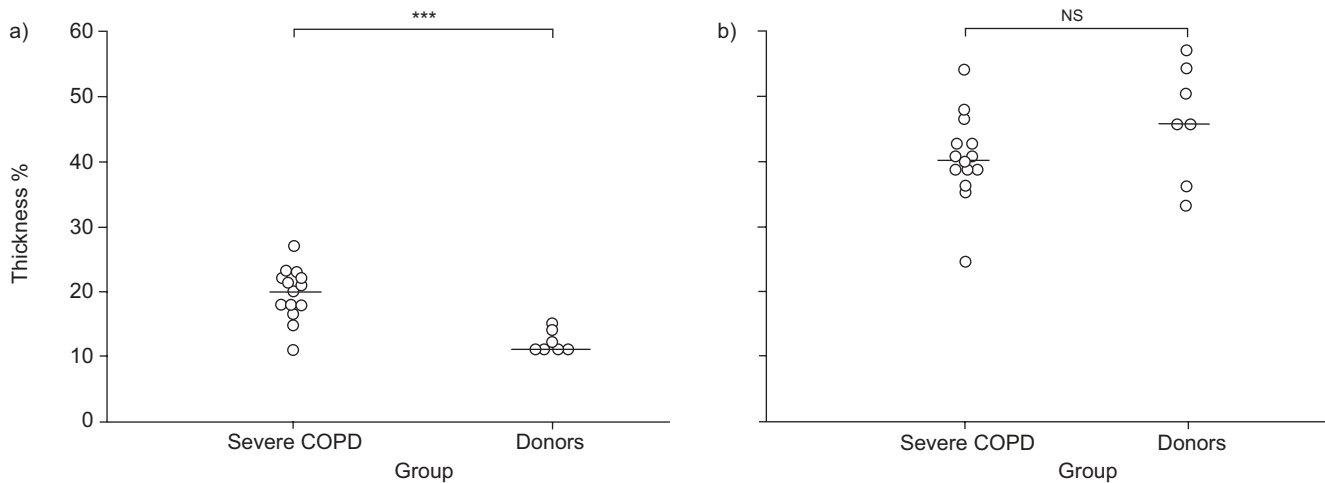 a)
***
Thickness %
60
50
40
30
20
10
0
Severe COPD
Donors
Group
b)
NS
Severe COPD
Donors
Group